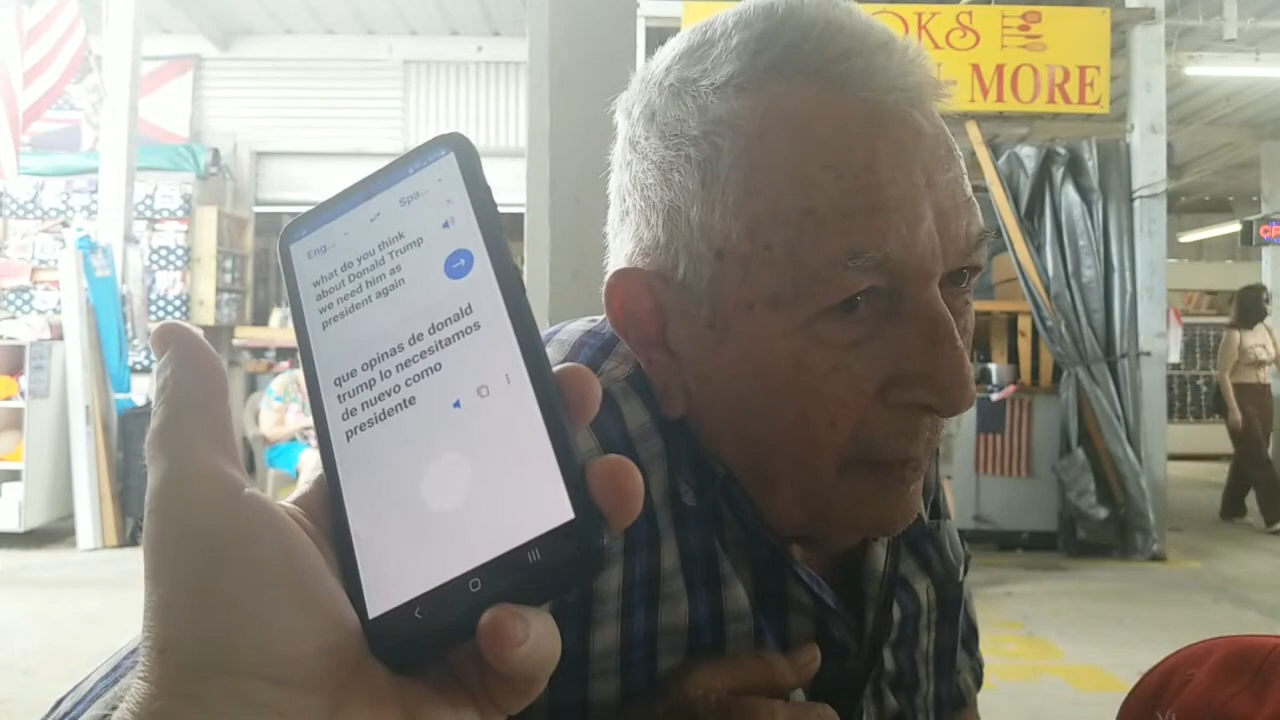 OKS
MORE
Eng...
Spa...
what do you think
about Donald Trump
we need him as
president again
que opinas de donald
trump lo necesitamos
de nuevo como
presidente